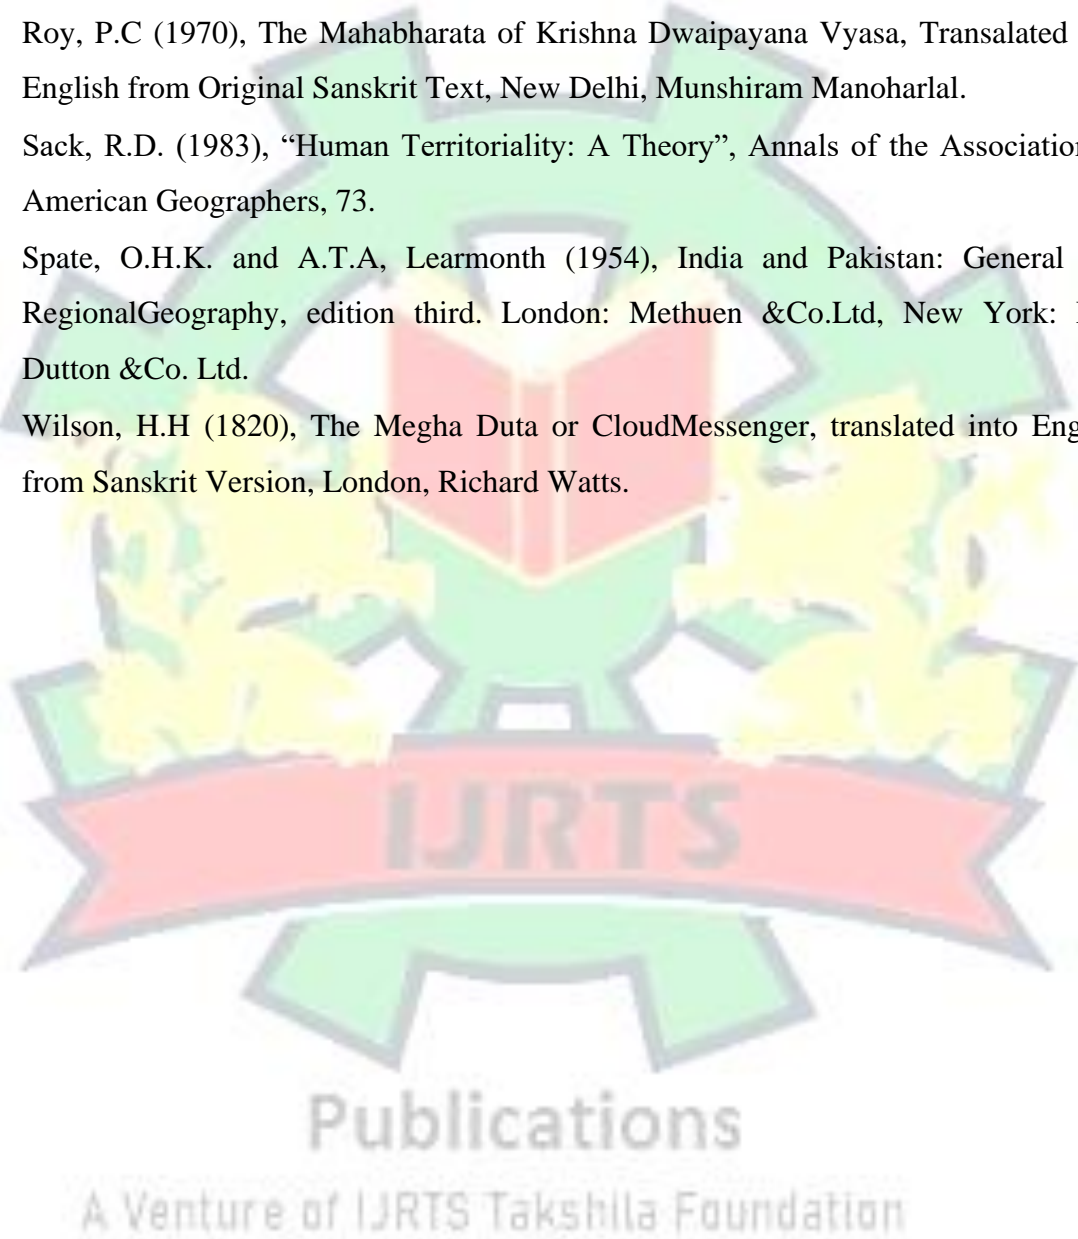 Roy, P.C (1970), The Mahabharata of Krishna Dwaipayana Vyasa, Transalated
English from Original Sanskrit Text, New Delhi, Munshiram Manoharlal.
Sack, R.D. (1983), “Human Territoriality: A Theory”, Annals of the Association
American Geographers, 73.
Spate, O.H.K. and A.T.A, Learmonth (1954), India and Pakistan: General
RegionalGeography, edition third. London: Methuen &Co.Ltd, New York:
Dutton &Co. Ltd.
Wilson, H.H (1820), The Megha Duta or CloudMessenger, translated into Eng
from Sanskrit Version, London, Richard Watts.
IJRTS
Publications
A Venture of IJRTS Takshila Foundation